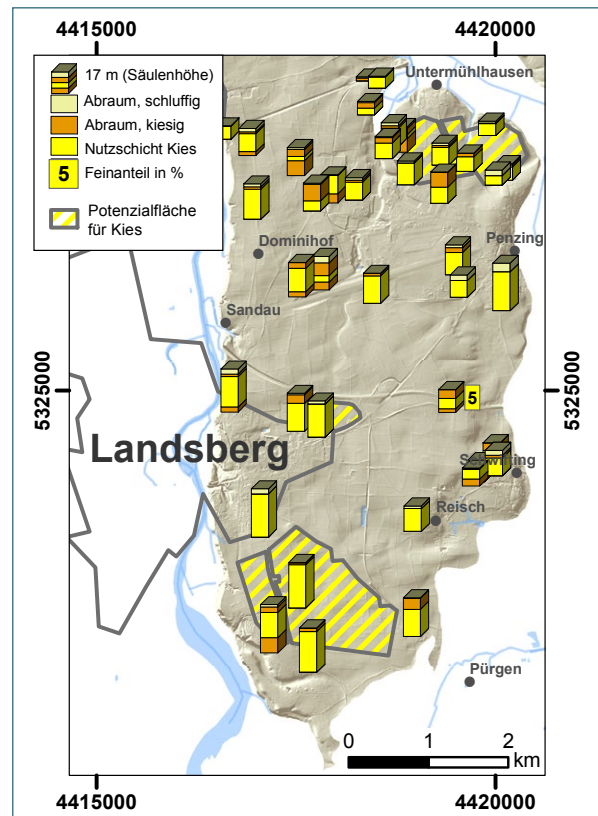 4415000
4420000
17 m (Säulenhöhe)
Abraum, schluffig
Abraum, kiesig
Nutzschicht Kies
5 Feinanteil in %
Potenzialfläche
für Kies
Untermühlhausen
Dominihof
Penzing
Sandau
5325000
5325000
5
Landsberg
Reisch
Pürgen
0 1 2
km
4415000
4420000